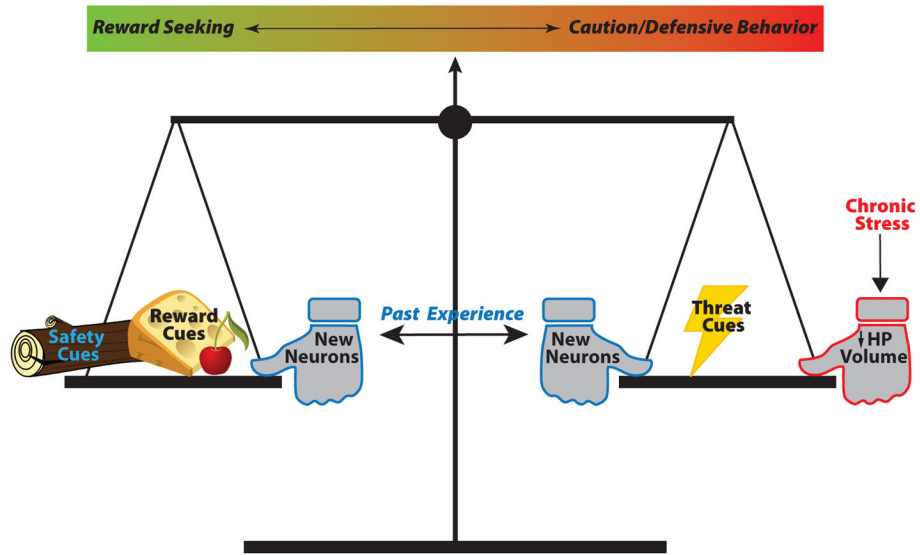 Reward Seeking
Caution/Defensive Behavior
Chronic
Stress
Safety
Cues
Reward
Cues
New
Neurons
Past Experience
New
Neurons
Threat
Cues
↓ HP
Volume